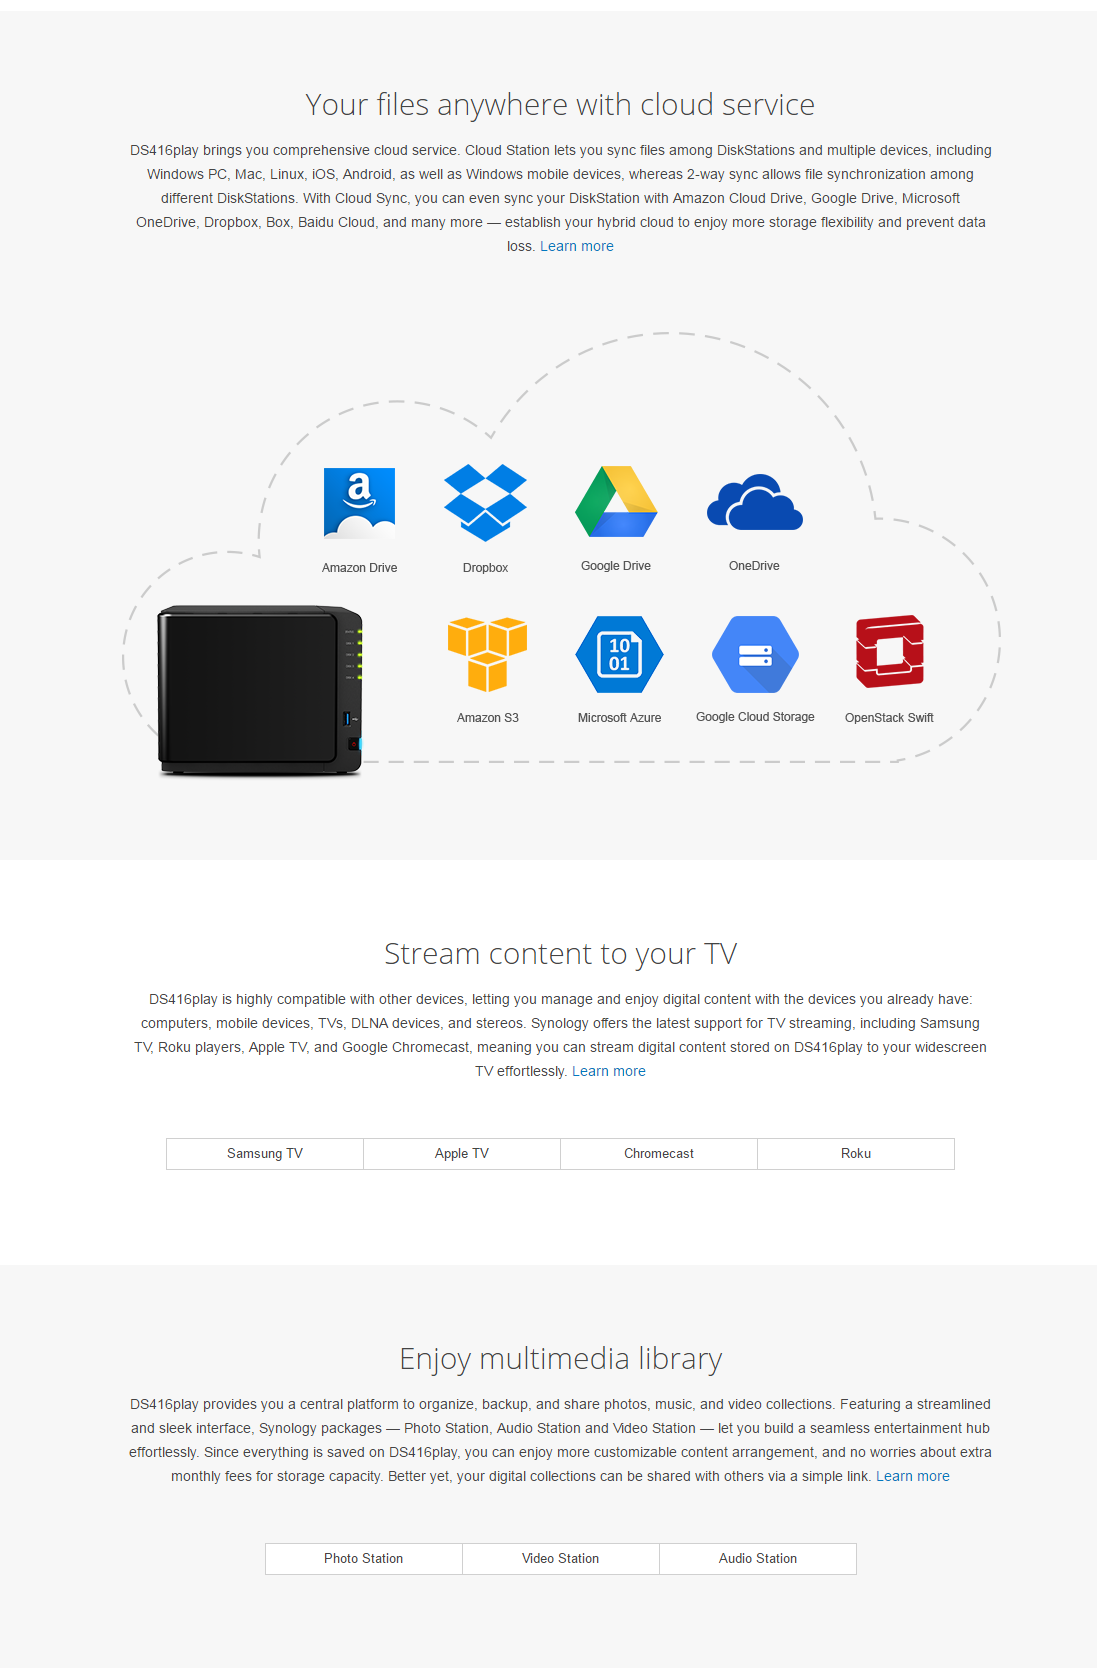 Your files anywhere with cloud service
DS416play brings you comprehensive cloud service. Cloud Station lets you sync files among DiskStations and multiple devices, including
Windows PC, Mac, Linux, iOS, Android, as well as Windows mobile devices, whereas 2-way sync allows file synchronization among
different DiskStations. With Cloud Sync, you can even sync your DiskStation with Amazon Cloud Drive, Google Drive, Microsoft
OneDrive, Dropbox, Box, Baidu Cloud, and many more — establish your hybrid cloud to enjoy more storage flexibility and prevent data
loss. Learn more
a
Amazon Drive
Dropbox
Google Drive
OneDrive
10
01
Amazon S3
Microsoft Azure
Google Cloud Storage
OpenStack Swift
Stream content to your TV
DS416play is highly compatible with other devices, letting you manage and enjoy digital content with the devices you already have:
computers, mobile devices, TVs, DLNA devices, and stereos. Synology offers the latest support for TV streaming, including Samsung
TV, Roku players, Apple TV, and Google Chromecast, meaning you can stream digital content stored on DS416play to your widescreen
TV effortlessly. Learn more
Samsung TV
Apple TV
Chromecast
Roku
Enjoy multimedia library
DS416play provides you a central platform to organize, backup, and share photos, music, and video collections. Featuring a streamlined
and sleek interface, Synology packages — Photo Station, Audio Station and Video Station — let you build a seamless entertainment hub
effortlessly. Since everything is saved on DS416play, you can enjoy more customizable content arrangement, and no worries about extra
monthly fees for storage capacity. Better yet, your digital collections can be shared with others via a simple link. Learn more
Photo Station
Video Station
Audio Station